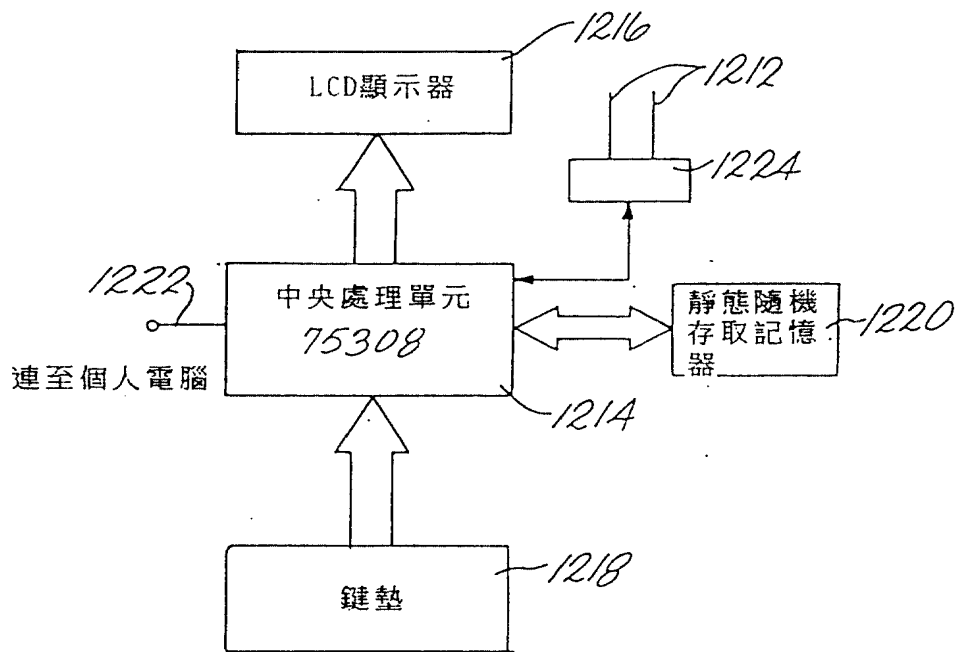 1216
LCD顯示器
1212
1224
1222
中央處理單元
75308
靜態隨機
存取記憶
器
1220
連至個人電腦
1214
鍵墊
1218